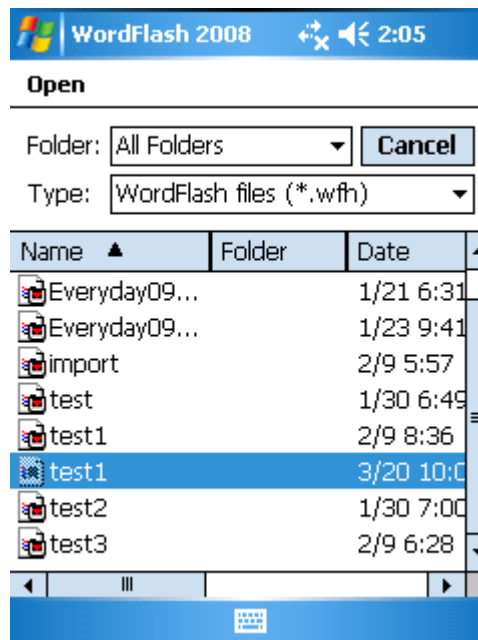 WordFlash 2008 2:05
Open
Folder: All Folders Cancel
Type: WordFlash files (*.wfh)
Name Folder Date
Everyday09... 1/21 6:31
Everyday09... 1/23 9:41
import 2/9 5:57
test 1/30 6:49
test1 2/9 8:36
test1 3/20 10:0
test2 1/30 7:00
test3 2/9 6:28